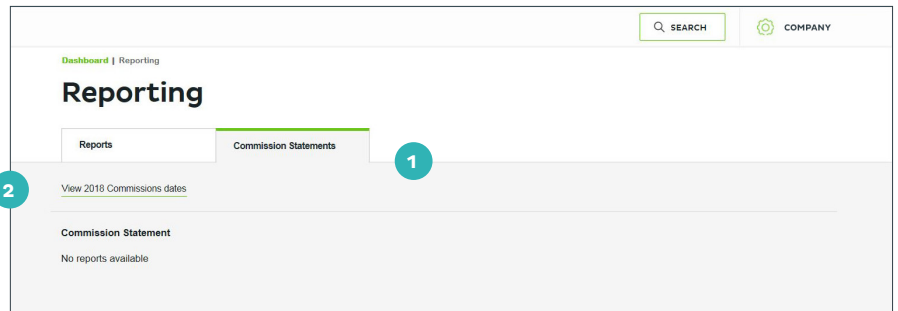 SEARCH
COMPANY
Dashboard | Reporting
Reporting
Reports
Commission Statements
1
2
View 2018 Commissions dates
Commission Statement
No reports available